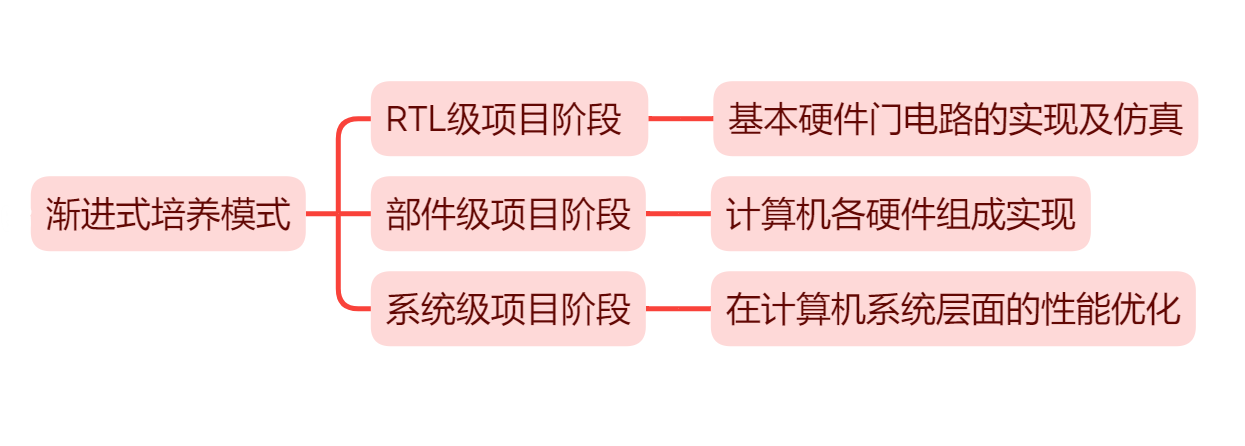 RTL级项目阶段
基本硬件门电路的实现及仿真
渐进式培养模式
部件级项目阶段
计算机各硬件组成实现
系统级项目阶段
在计算机系统层面的性能优化